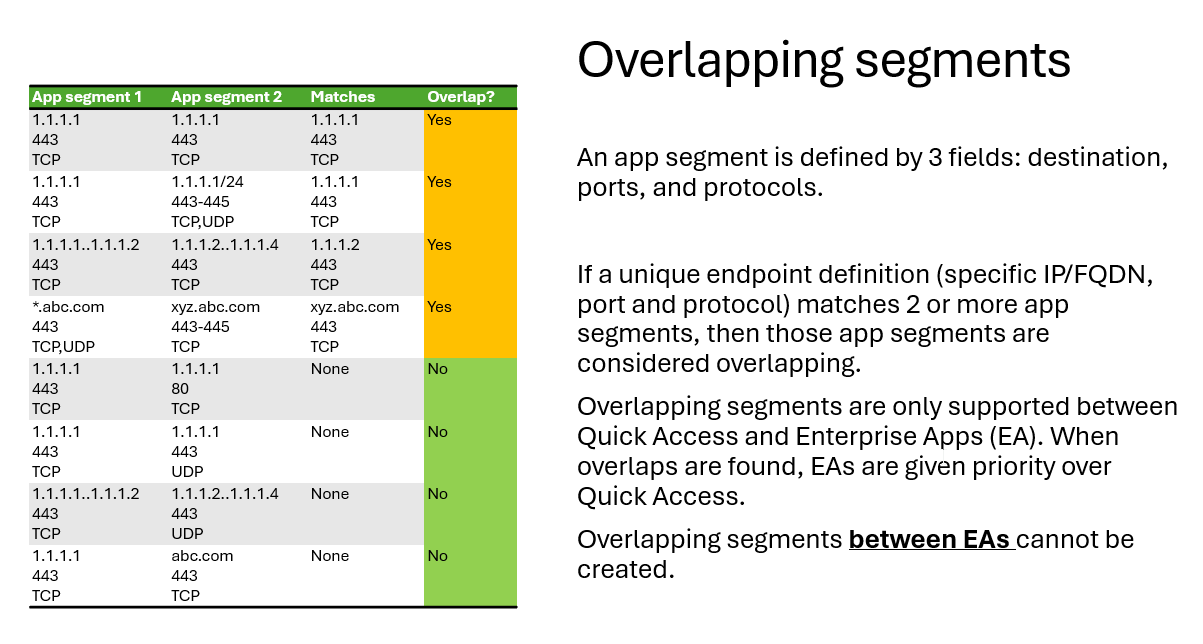 Overlapping segments
App segment 1 App segment 2 Matches Overlap?
1.1.1.1 1.1.1.1 1.1.1.1 Yes
443 443 443
TCP TCP TCP
1.1.1.1 1.1.1.1/24 1.1.1.1 Yes
443 443-445 443
TCP TCP,UDP TCP
1.1.1.1..1.1.1.2 1.1.1.2..1.1.1.4 1.1.1.2 Yes
443 443 443
TCP TCP TCP
*.abc.com xyz.abc.com xyz.abc.com Yes
443 443-445 443
TCP,UDP TCP TCP
1.1.1.1 1.1.1.1 None No
443 80
TCP TCP
1.1.1.1 1.1.1.1 None No
443 443
TCP UDP
1.1.1.1..1.1.1.2 1.1.1.2..1.1.1.4 None No
443 443
TCP UDP
1.1.1.1 abc.com None No
443 443
TCP TCP
An app segment is defined by 3 fields: destination,
ports, and protocols.
If a unique endpoint definition (specific IP/FQDN,
port and protocol) matches 2 or more app
segments, then those app segments are
considered overlapping.
Overlapping segments are only supported between
Quick Access and Enterprise Apps (EA). When
overlaps are found, EAs are given priority over
Quick Access.
Overlapping segments between EAs cannot be
created.